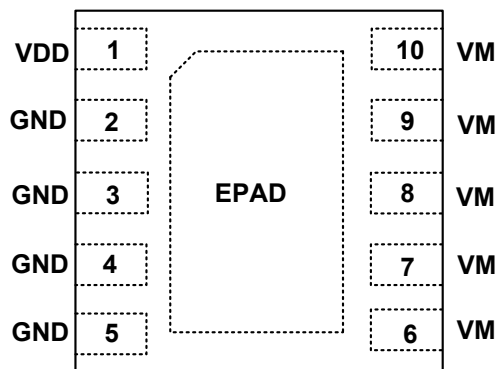 VDD 1 10 VM
GND 2 9 VM
GND 3 EPAD 8 VM
GND 4 7 VM
GND 5 6 VM